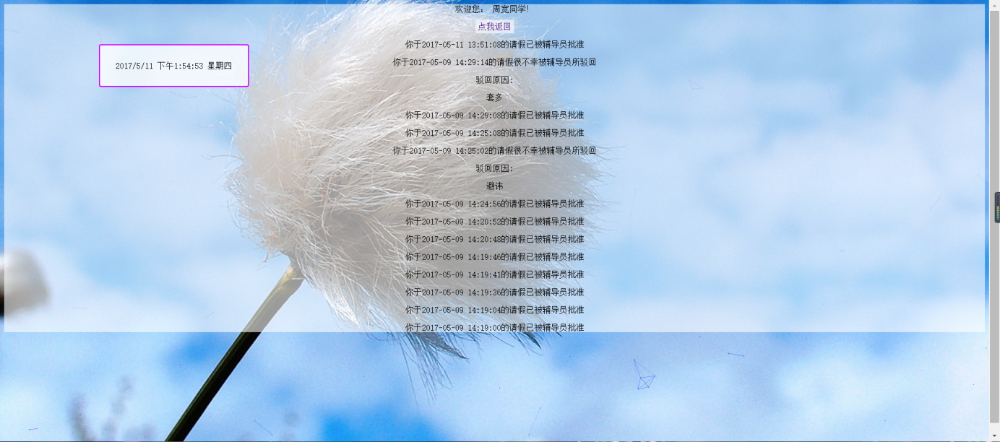 欢迎您： 周宽同学!
点我返回
2017/5/11 下午1:54:53 星期四
你于2017-05-11 13:51:08的请假已被辅导员批准
你于2017-05-09 14:29:14的请假很不幸被辅导员所驳回
驳回原因:
套多
你于2017-05-09 14:29:08的请假已被辅导员批准
你于2017-05-09 14:25:08的请假已被辅导员批准
你于2017-05-09 14:25:02的请假很不幸被辅导员所驳回
驳回原因:
避讳
你于2017-05-09 14:24:56的请假已被辅导员批准
你于2017-05-09 14:20:52的请假已被辅导员批准
你于2017-05-09 14:20:48的请假已被辅导员批准
你于2017-05-09 14:19:46的请假已被辅导员批准
你于2017-05-09 14:19:41的请假已被辅导员批准
你于2017-05-09 14:19:36的请假已被辅导员批准
你于2017-05-09 14:19:04的请假已被辅导员批准
你于2017-05-09 14:19:00的请假已被辅导员批准